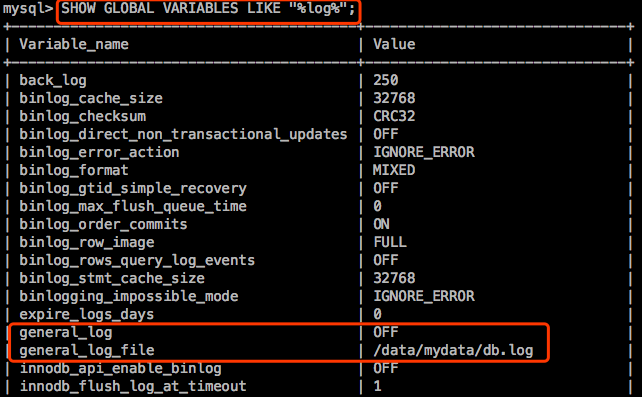 mysql> SHOW GLOBAL VARIABLES LIKE "%log%";
+-----------------------------------------+--------------------------------+
| Variable_name | Value |
+-----------------------------------------+--------------------------------+
| back_log | 250 |
| binlog_cache_size | 32768 |
| binlog_checksum | CRC32 |
| binlog_direct_non_transactional_updates | OFF |
| binlog_error_action | IGNORE_ERROR |
| binlog_format | MIXED |
| binlog_gtid_simple_recovery | OFF |
| binlog_max_flush_queue_time | 0 |
| binlog_order_commits | ON |
| binlog_row_image | FULL |
| binlog_rows_query_log_events | OFF |
| binlog_stmt_cache_size | 32768 |
| binlogging_impossible_mode | IGNORE_ERROR |
| expire_logs_days | 0 |
| general_log | OFF |
| general_log_file | /data/mydata/db.log |
| innodb_api_enable_binlog | OFF |
| innodb_flush_log_at_timeout | 1 |